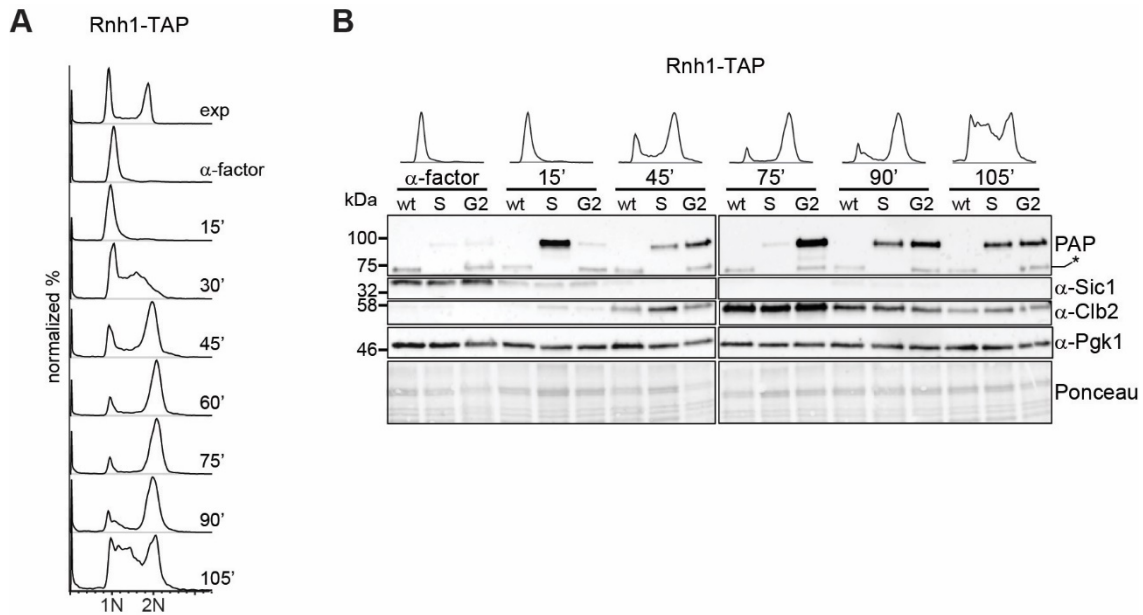 A
Rnh1-TAP
exp
α-factor
15'
30'
45'
60'
75'
90'
105'
normalized %
1N 2N
B
Rnh1-TAP
α-factor 15' 45' 75' 90' 105'
kDa wt S G2 wt S G2 wt S G2 wt S G2 wt S G2 wt S G2
100 PAP
75 *
32 α-Sic1
58 α-Clb2
46 α-Pgk1
Ponceau